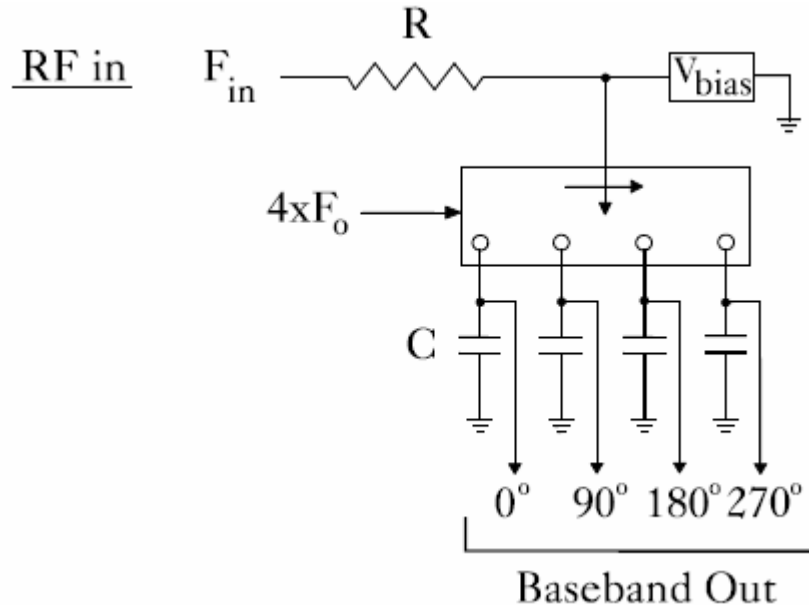 R
RF in
F_in
V_bias
4xF_o
C
0° 90° 180° 270°
Baseband Out